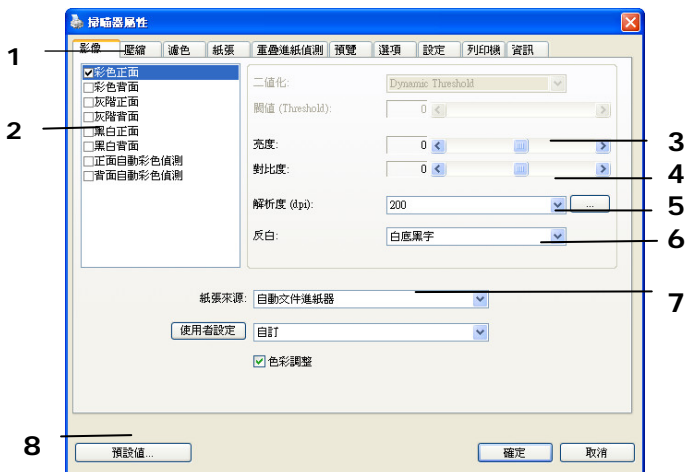 掃瞄器屬性
影像 壓縮 濾色 紙張 重疊進紙偵測 預覽 選項 設定 列印機 資訊
1
彩色正面
彩色背面
灰階正面
灰階背面
2
黑白正面
黑白背面
正面自動彩色偵測
背面自動彩色偵測
二值化: Dynamic Threshold
閥值 (Threshold): 0
亮度: 0
3
對比度: 0
4
解析度 (dpi): 200 ...
5
反白: 白底黑字
6
紙張來源: 自動文件進紙器
7
使用者設定 自訂
色彩調整
8
預設值... 確定 取消